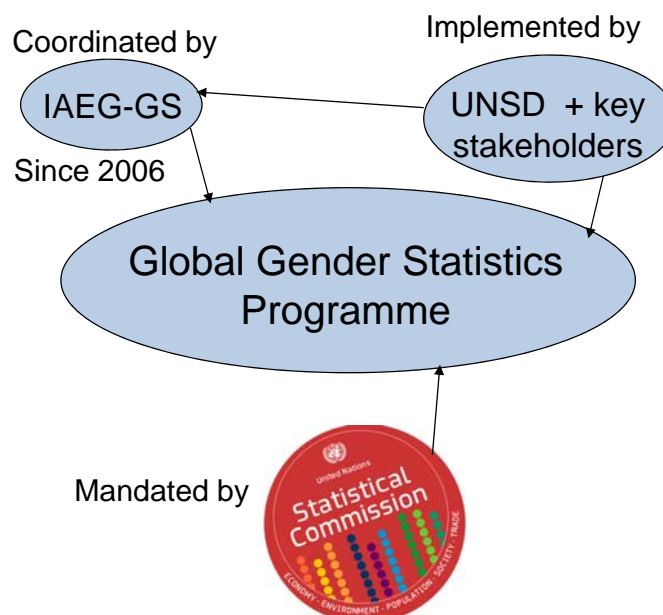 Coordinated by
IAEG-GS
Since 2006
Implemented by
UNSD + key
stakeholders
Global Gender Statistics
Programme
Mandated by
United Nations
Statistical
Commission
ECONOMY · ENVIRONMENT · POPULATION · SOCIETY · TRADE